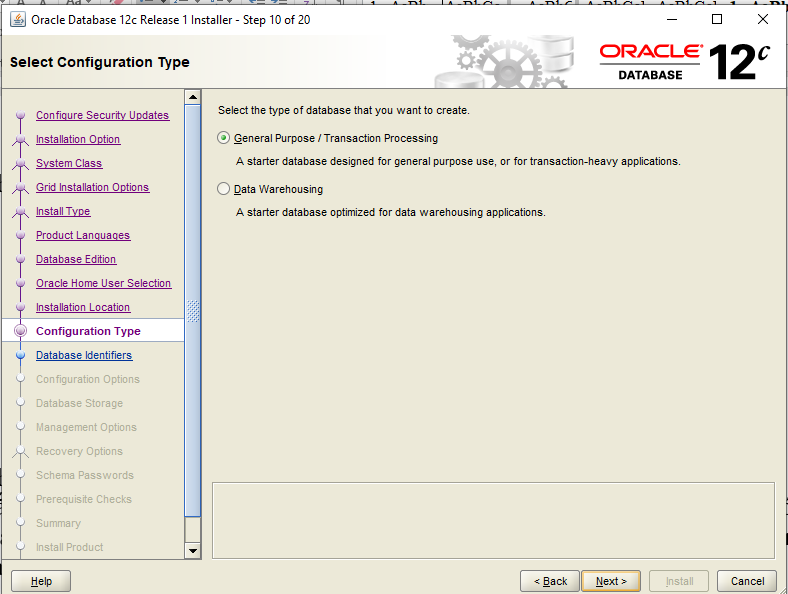 Oracle Database 12c Release 1 Installer - Step 10 of 20
Select Configuration Type
ORACLE
DATABASE
12c
Configure Security Updates
Installation Option
System Class
Grid Installation Options
Install Type
Product Languages
Database Edition
Oracle Home User Selection
Installation Location
Configuration Type
Database Identifiers
Configuration Options
Database Storage
Management Options
Recovery Options
Schema Passwords
Prerequisite Checks
Summary
Install Product
Select the type of database that you want to create.
General Purpose / Transaction Processing
A starter database designed for general purpose use, or for transaction-heavy applications.
Data Warehousing
A starter database optimized for data warehousing applications.
Help
< Back
Next >
Install
Cancel